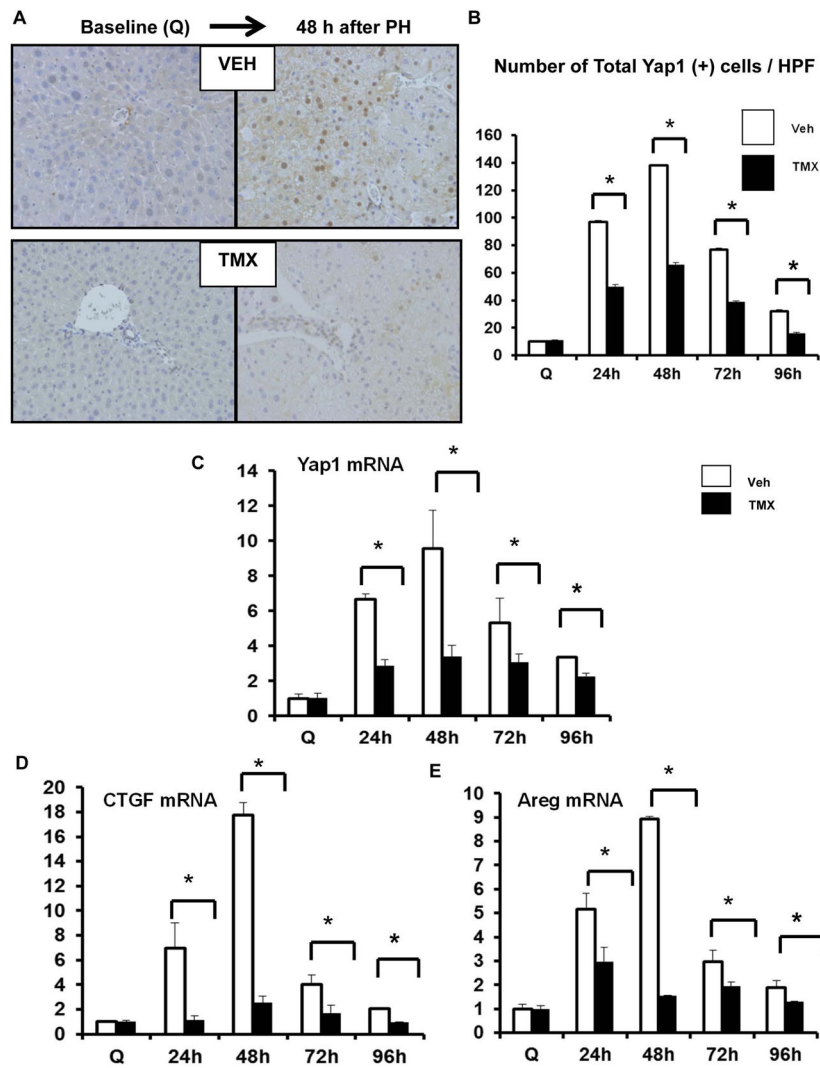 A
Baseline (Q)
48 h after PH
VEH
TMX
B
Number of Total Yap1 (+) cells / HPF
Veh
TMX
160
140
120
100
80
60
40
20
0
*
*
*
*
Q 24h 48h 72h 96h
C
Yap1 mRNA
Veh
TMX
14
12
10
8
6
4
2
0
*
*
*
*
Q 24h 48h 72h 96h
D
CTGF mRNA
20
18
16
14
12
10
8
6
4
2
0
*
*
*
*
Q 24h 48h 72h 96h
E
Areg mRNA
10
9
8
7
6
5
4
3
2
1
0
*
*
*
*
Q 24h 48h 72h 96h